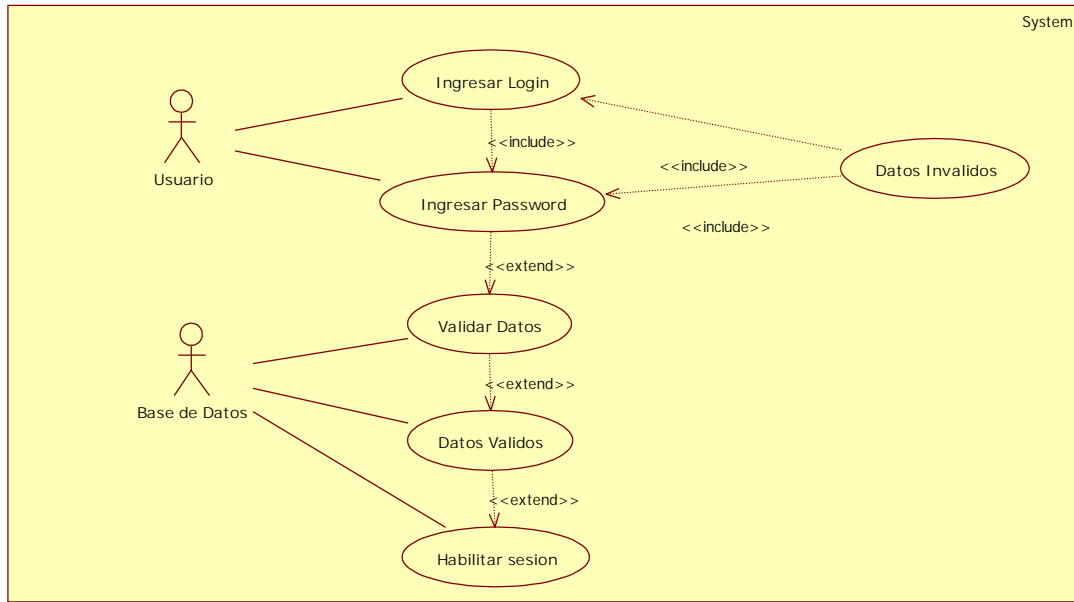 System
Ingresar Login
<<include>>
Usuario
<<include>>
Datos Invalidos
Ingresar Password
<<include>>
<<extend>>
Validar Datos
<<extend>>
Base de Datos
Datos Validos
<<extend>>
Habilitar sesion